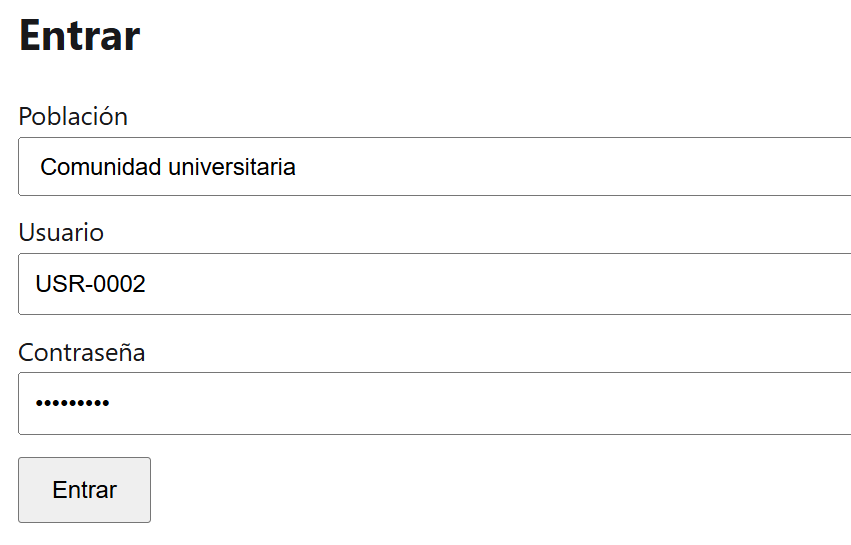 Entrar
Población
Comunidad universitaria
Usuario
USR-0002
Contraseña
•••••••••
Entrar